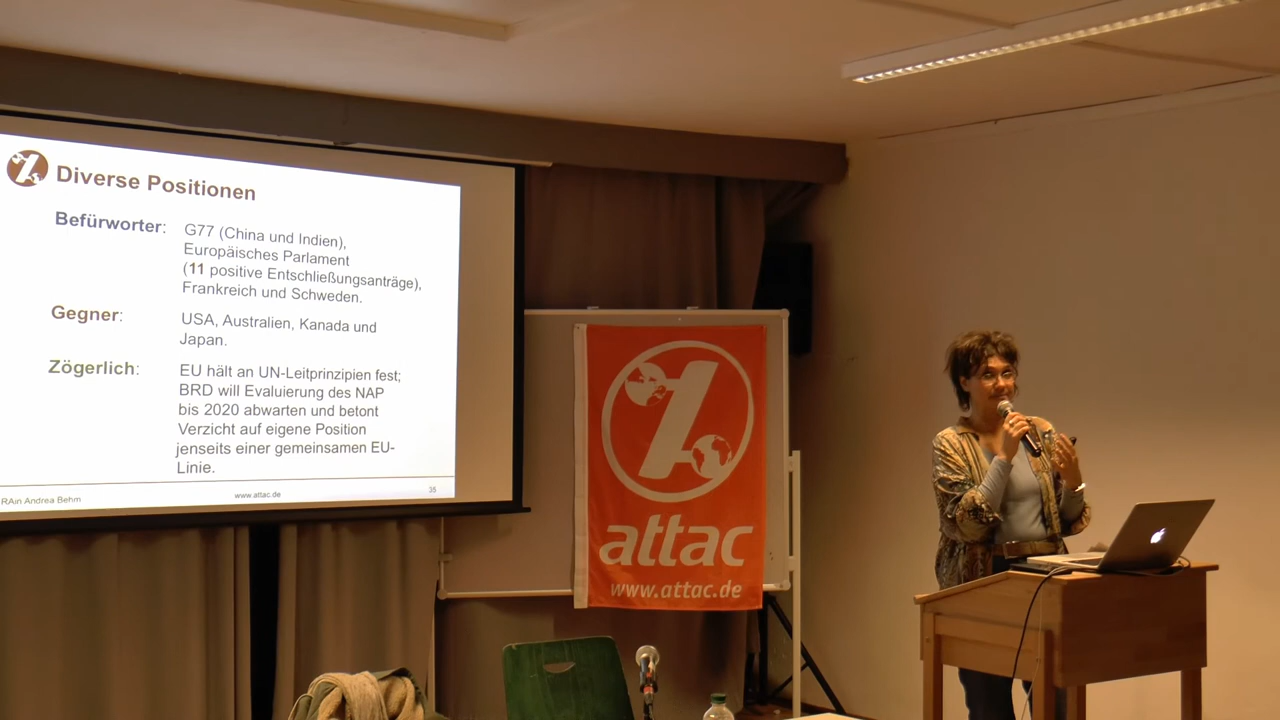 Diverse Positionen
Befürworter: G77 (China und Indien),
Europäisches Parlament
(11 positive Entschließungsanträge),
Frankreich und Schweden.
Gegner: USA, Australien, Kanada und
Japan.
Zögerlich: EU hält an UN-Leitprinzipien fest;
BRD will Evaluierung des NAP
bis 2020 abwarten und betont
Verzicht auf eigene Position
jenseits einer gemeinsamen EU-
Linie.
RAin Andrea Behm www.attac.de 35
attac
www.attac.de